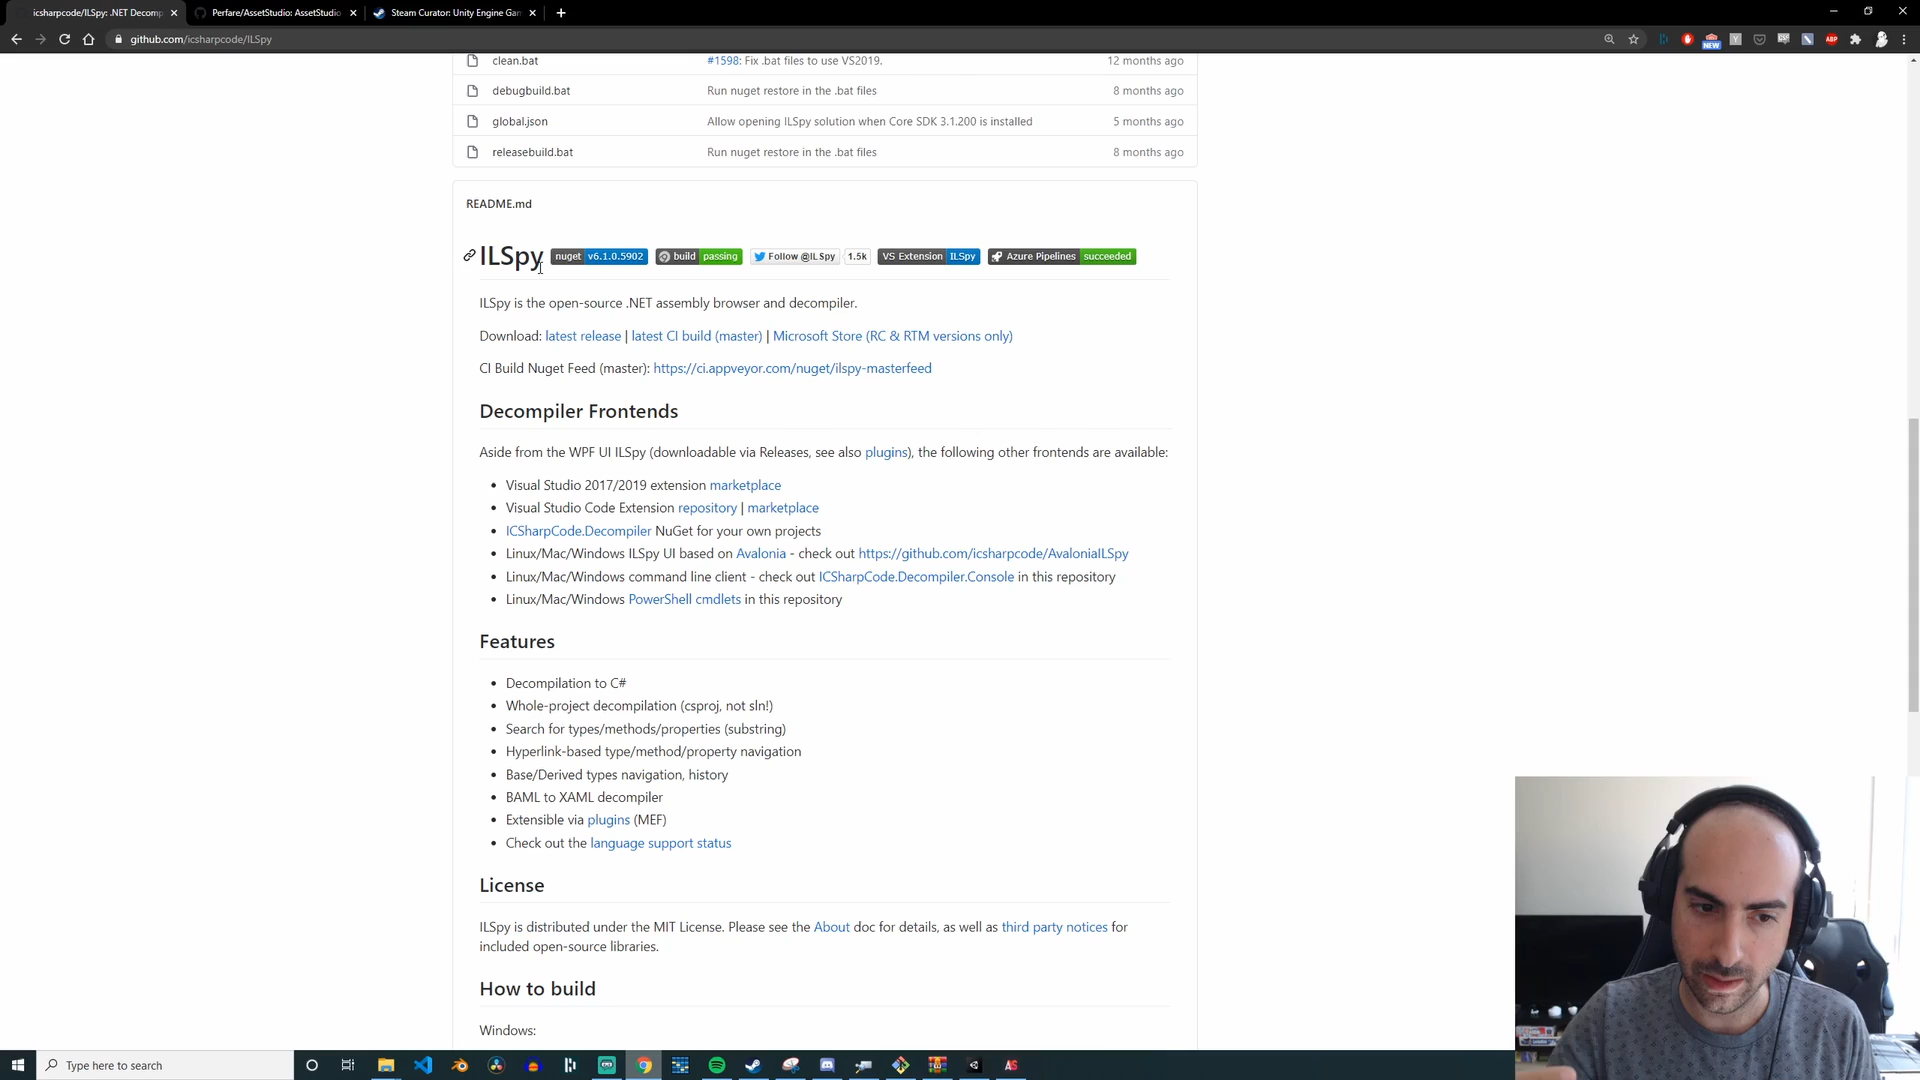 icsharpcode/ILSpy: .NET Decomp
Perfare/AssetStudio: AssetStudio
Steam Curator: Unity Engine Gam
github.com/icsharpcode/ILSpy
NEW
ABP
clean.bat #1598: Fix .bat files to use VS2019. 12 months ago
debugbuild.bat Run nuget restore in the .bat files 8 months ago
global.json Allow opening ILSpy solution when Core SDK 3.1.200 is installed 5 months ago
releasebuild.bat Run nuget restore in the .bat files 8 months ago
README.md
ILSpy nuget v6.1.0.5902 build passing Follow @ILSpy 1.5k VS Extension ILSpy Azure Pipelines succeeded
ILSpy is the open-source .NET assembly browser and decompiler.
Download: latest release | latest CI build (master) | Microsoft Store (RC & RTM versions only)
CI Build Nuget Feed (master): https://ci.appveyor.com/nuget/ilspy-masterfeed
Decompiler Frontends
Aside from the WPF UI ILSpy (downloadable via Releases, see also plugins), the following other frontends are available:
• Visual Studio 2017/2019 extension marketplace
• Visual Studio Code Extension repository | marketplace
• ICSharpCode.Decompiler NuGet for your own projects
• Linux/Mac/Windows ILSpy UI based on Avalonia - check out https://github.com/icsharpcode/AvaloniaILSpy
• Linux/Mac/Windows command line client - check out ICSharpCode.Decompiler.Console in this repository
• Linux/Mac/Windows PowerShell cmdlets in this repository
Features
• Decompilation to C#
• Whole-project decompilation (csproj, not sln!)
• Search for types/methods/properties (substring)
• Hyperlink-based type/method/property navigation
• Base/Derived types navigation, history
• BAML to XAML decompiler
• Extensible via plugins (MEF)
• Check out the language support status
License
ILSpy is distributed under the MIT License. Please see the About doc for details, as well as third party notices for
included open-source libraries.
How to build
Windows:
Type here to search